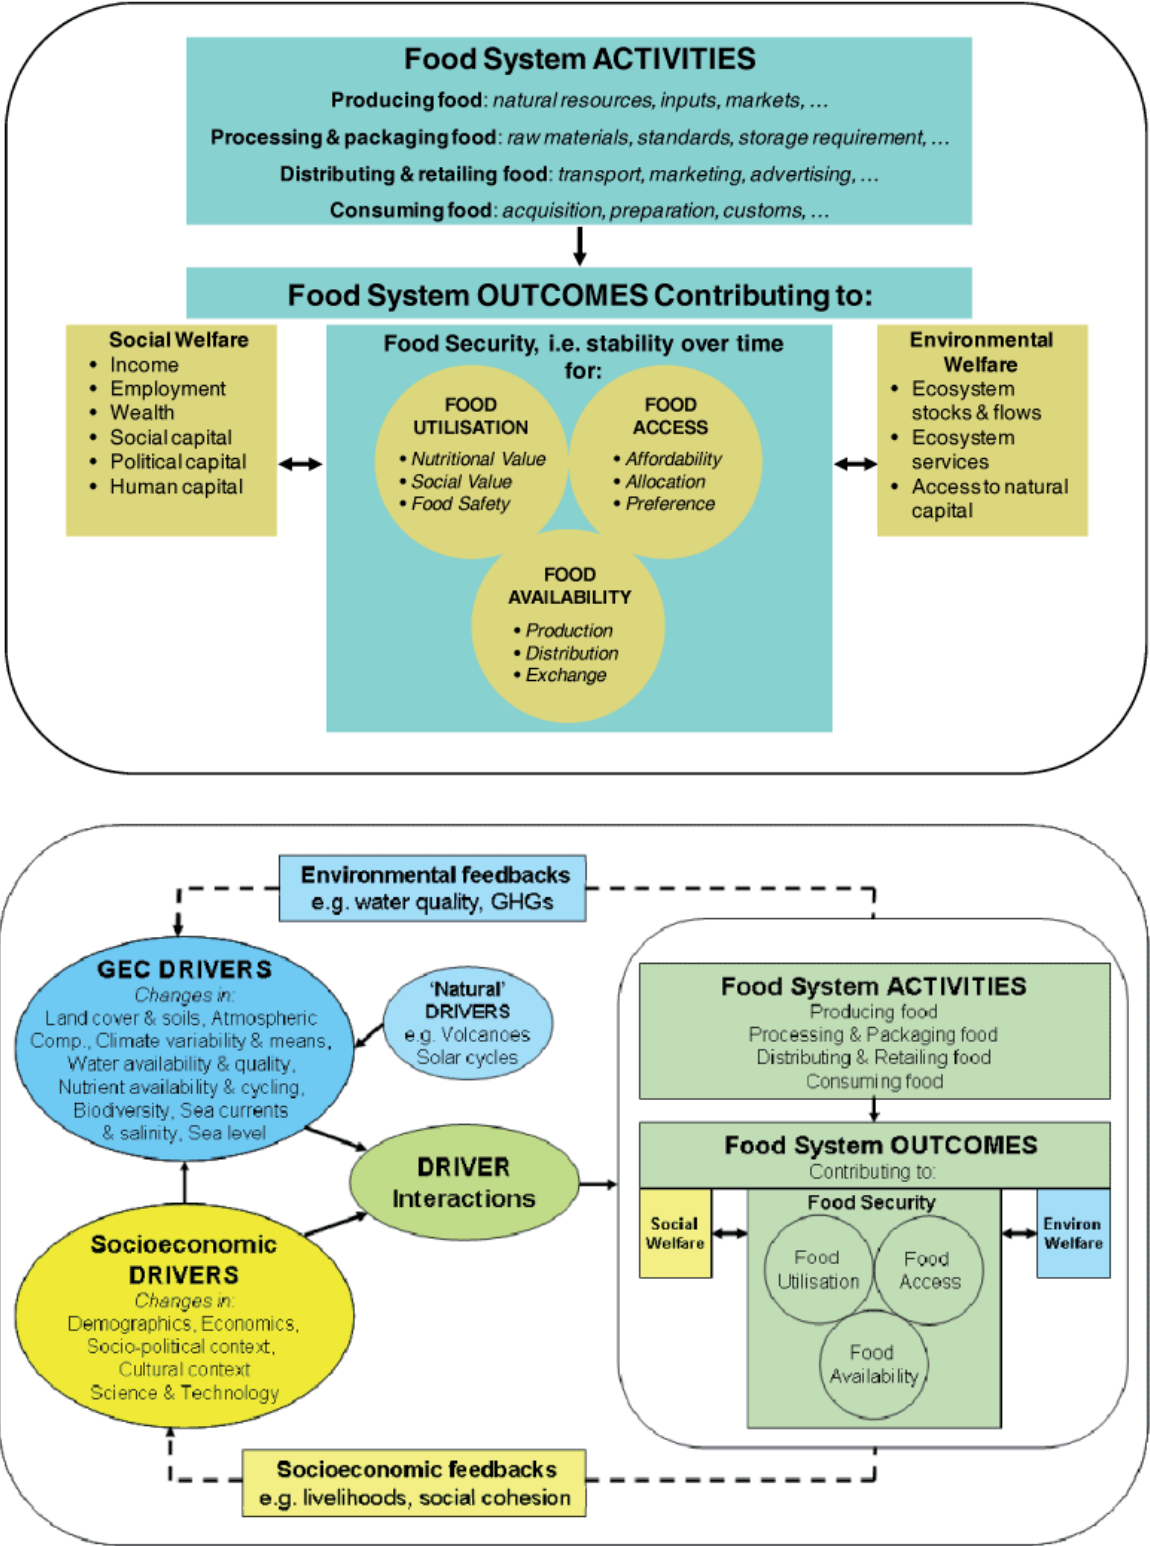 Food System ACTIVITIES
Producing food: natural resources, inputs, markets, …
Processing & packaging food: raw materials, standards, storage requirement, …
Distributing & retailing food: transport, marketing, advertising, …
Consuming food: acquisition, preparation, customs, …
Food System OUTCOMES Contributing to:
Social Welfare
• Income
• Employment
• Wealth
• Social capital
• Political capital
• Human capital
Food Security, i.e. stability over time
for:
FOOD
UTILISATION
• Nutritional Value
• Social Value
• Food Safety
FOOD
ACCESS
• Affordability
• Allocation
• Preference
FOOD
AVAILABILITY
• Production
• Distribution
• Exchange
Environmental
Welfare
• Ecosystem
stocks & flows
• Ecosystem
services
• Access to natural
capital
Environmental feedbacks
e.g. water quality, GHGs
GEC DRIVERS
Changes in:
Land cover & soils, Atmospheric
Comp., Climate variability & means,
Water availability & quality,
Nutrient availability & cycling,
Biodiversity, Sea currents
& salinity, Sea level
'Natural'
DRIVERS
e.g. Volcanoes
Solar cycles
DRIVER
Interactions
Socioeconomic
DRIVERS
Changes in:
Demographics, Economics,
Socio-political context,
Cultural context
Science & Technology
Food System ACTIVITIES
Producing food
Processing & Packaging food
Distributing & Retailing food
Consuming food
Food System OUTCOMES
Contributing to:
Social
Welfare
Food Security
Food
Utilisation
Food
Access
Food
Availability
Environ
Welfare
Socioeconomic feedbacks
e.g. livelihoods, social cohesion